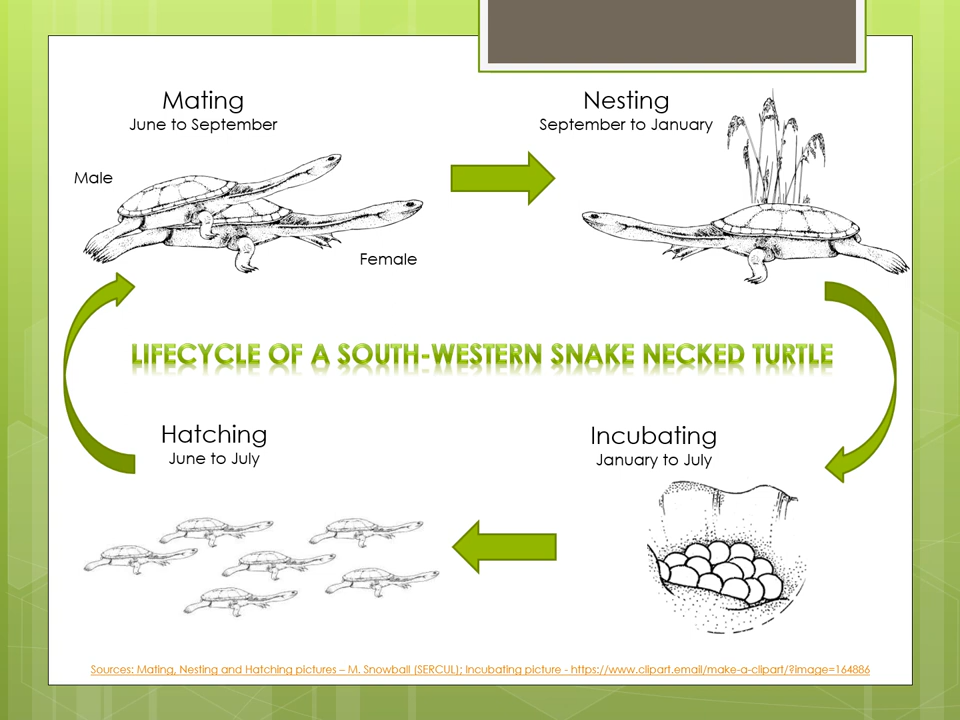 Mating
June to September
Nesting
September to January
Male
Female
LIFECYCLE OF A SOUTH-WESTERN SNAKE NECKED TURTLE
Hatching
June to July
Incubating
January to July
Sources: Mating, Nesting and Hatching pictures – M. Snowball (SERCUL); Incubating picture - https://www.clipart.email/make-a-clipart/?image=164886